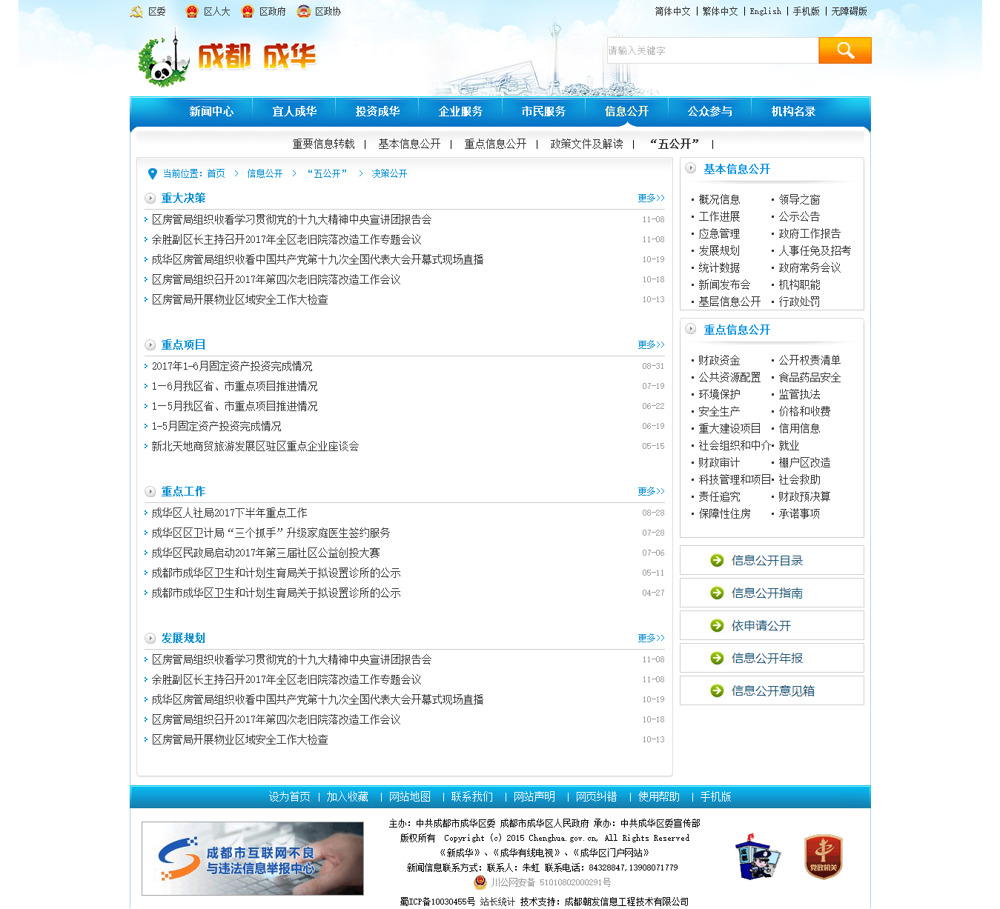 区委 区人大 区政府 区政协 简体中文 | 繁体中文 | English | 手机版 | 无障碍版
成都 成华
请输入关键字
新闻中心 宜人成华 投资成华 企业服务 市民服务 信息公开 公众参与 机构名录
重要信息转载 | 基本信息公开 | 重点信息公开 | 政策文件及解读 | “五公开” |
当前位置：首页 > 信息公开 > “五公开” > 决策公开
重大决策 更多>>
区房管局组织收看学习贯彻党的十九大精神中央宣讲团报告会 11-08
余胜副区长主持召开2017年全区老旧院落改造工作专题会议 11-08
成华区房管局组织收看中国共产党第十九次全国代表大会开幕式现场直播 10-19
区房管局组织召开2017年第四次老旧院落改造工作会议 10-18
区房管局开展物业区域安全工作大检查 10-13
重点项目 更多>>
2017年1-6月固定资产投资完成情况 08-31
1—6月我区省、市重点项目推进情况 07-19
1—5月我区省、市重点项目推进情况 06-22
1-5月固定资产投资完成情况 06-19
新北天地商贸旅游发展区驻区重点企业座谈会 05-15
重点工作 更多>>
成华区人社局2017下半年重点工作 08-28
成华区区卫计局“三个抓手”升级家庭医生签约服务 07-28
成华区民政局启动2017年第三届社区公益创投大赛 07-06
成都市成华区卫生和计划生育局关于拟设置诊所的公示 05-11
成都市成华区卫生和计划生育局关于拟设置诊所的公示 04-27
发展规划 更多>>
区房管局组织收看学习贯彻党的十九大精神中央宣讲团报告会 11-08
余胜副区长主持召开2017年全区老旧院落改造工作专题会议 11-08
成华区房管局组织收看中国共产党第十九次全国代表大会开幕式现场直播 10-19
区房管局组织召开2017年第四次老旧院落改造工作会议 10-18
区房管局开展物业区域安全工作大检查 10-13
基本信息公开
概况信息 领导之窗
工作进展 公示公告
应急管理 政府工作报告
发展规划 人事任免及招考
统计数据 政府常务会议
新闻发布会 机构职能
基层信息公开 行政处罚
重点信息公开
财政资金 公开权责清单
公共资源配置 食品药品安全
环境保护 监管执法
安全生产 价格和收费
重大建设项目 信用信息
社会组织和中介 就业
财政审计 棚户区改造
科技管理和项目 社会救助
责任追究 财政预决算
保障性住房 承诺事项
信息公开目录
信息公开指南
依申请公开
信息公开年报
信息公开意见箱
设为首页 | 加入收藏 | 网站地图 | 联系我们 | 网站声明 | 网页纠错 | 使用帮助 | 手机版
成都市互联网不良
与违法信息举报中心
主办：中共成都市成华区委 成都市成华区人民政府 承办：中共成华区委宣传部
版权所有 Copyright (c) 2015 Chenghua.gov.cn, All Rights Reserved
《新成华》、《成华有线电视》、《成华区门户网站》
新闻信息联系方式：联系人：朱虹 联系电话：84328847,13908071779
川公网安备 51010802000291号
蜀ICP备10030455号 站长统计 技术支持：成都朝发信息工程技术有限公司
党政机关